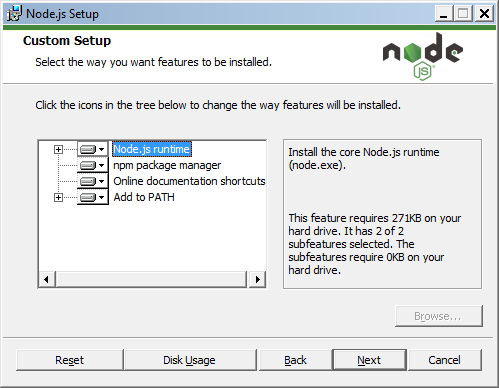 Node.js Setup
Custom Setup
Select the way you want features to be installed.
node
JS
Click the icons in the tree below to change the way features will be installed.
Node.js runtime
npm package manager
Online documentation shortcuts
Add to PATH
Install the core Node.js runtime
(node.exe).
This feature requires 271KB on your
hard drive. It has 2 of 2
subfeatures selected. The
subfeatures require 0KB on your
hard drive.
Browse...
Reset
Disk Usage
Back
Next
Cancel